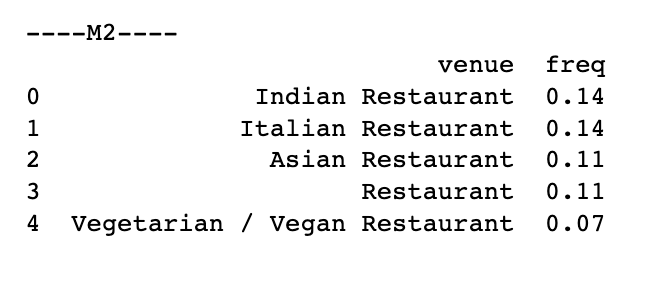 ----M2----
venue freq
0 Indian Restaurant 0.14
1 Italian Restaurant 0.14
2 Asian Restaurant 0.11
3 Restaurant 0.11
4 Vegetarian / Vegan Restaurant 0.07